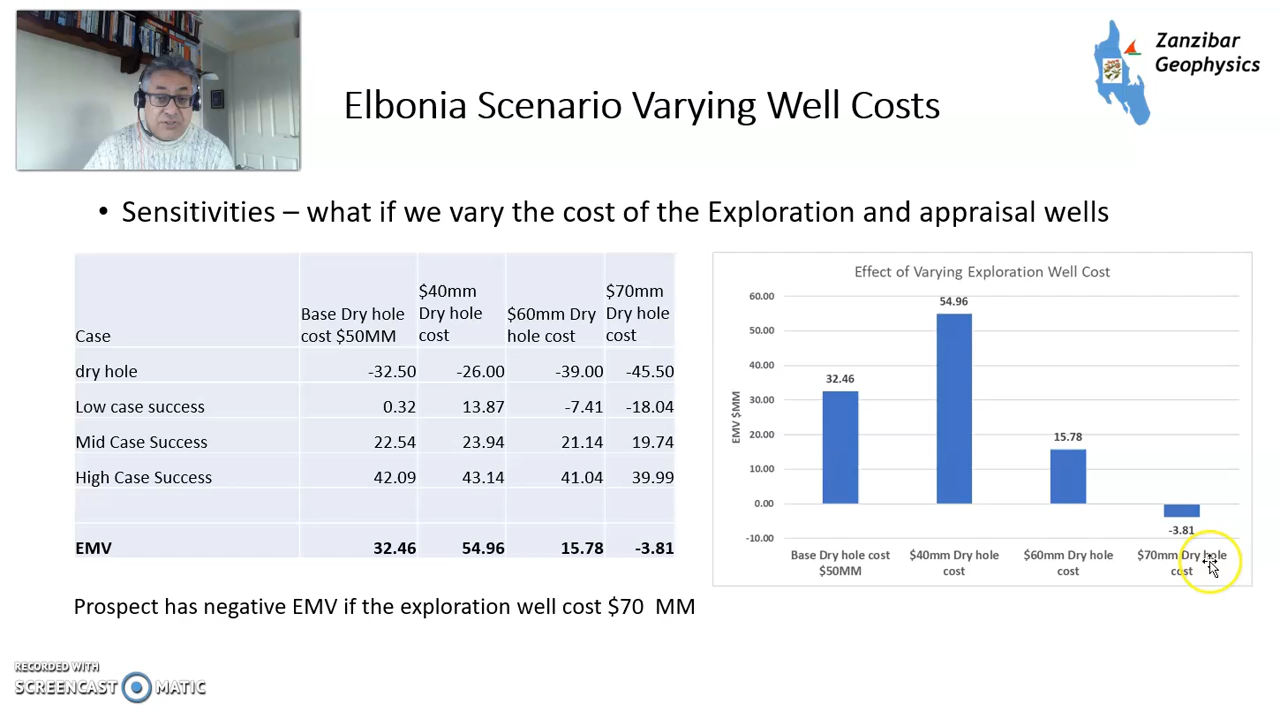 Zanzibar
Geophysics
Elbonia Scenario Varying Well Costs
• Sensitivities – what if we vary the cost of the Exploration and appraisal wells
Case
Base Dry hole
cost $50MM
$40mm
Dry hole
cost
$60mm Dry
hole cost
$70mm
Dry hole
cost
dry hole -32.50 -26.00 -39.00 -45.50
Low case success 0.32 13.87 -7.41 -18.04
Mid Case Success 22.54 23.94 21.14 19.74
High Case Success 42.09 43.14 41.04 39.99
EMV 32.46 54.96 15.78 -3.81
Effect of Varying Exploration Well Cost
EMV $MM
60.00
50.00
40.00
30.00
20.00
10.00
0.00
-10.00
32.46
54.96
15.78
-3.81
Base Dry hole cost
$50MM
$40mm Dry hole
cost
$60mm Dry hole
cost
$70mm Dry hole
cost
Prospect has negative EMV if the exploration well cost $70 MM
RECORDED WITH
SCREENCAST MATIC